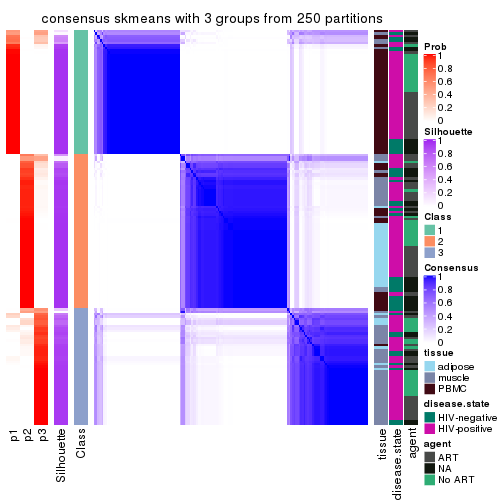 consensus skmeans with 3 groups from 250 partitions
Prob
1
0.8
0.6
0.4
0.2
0
Silhouette
1
0.8
0.6
0.4
0.2
0
Class
1
2
3
Consensus
1
0.8
0.6
0.4
0.2
0
tissue
adipose
muscle
PBMC
disease.state
HIV-negative
HIV-positive
agent
ART
NA
No ART
p1
p2
p3
Silhouette
Class
tissue
disease.state
agent